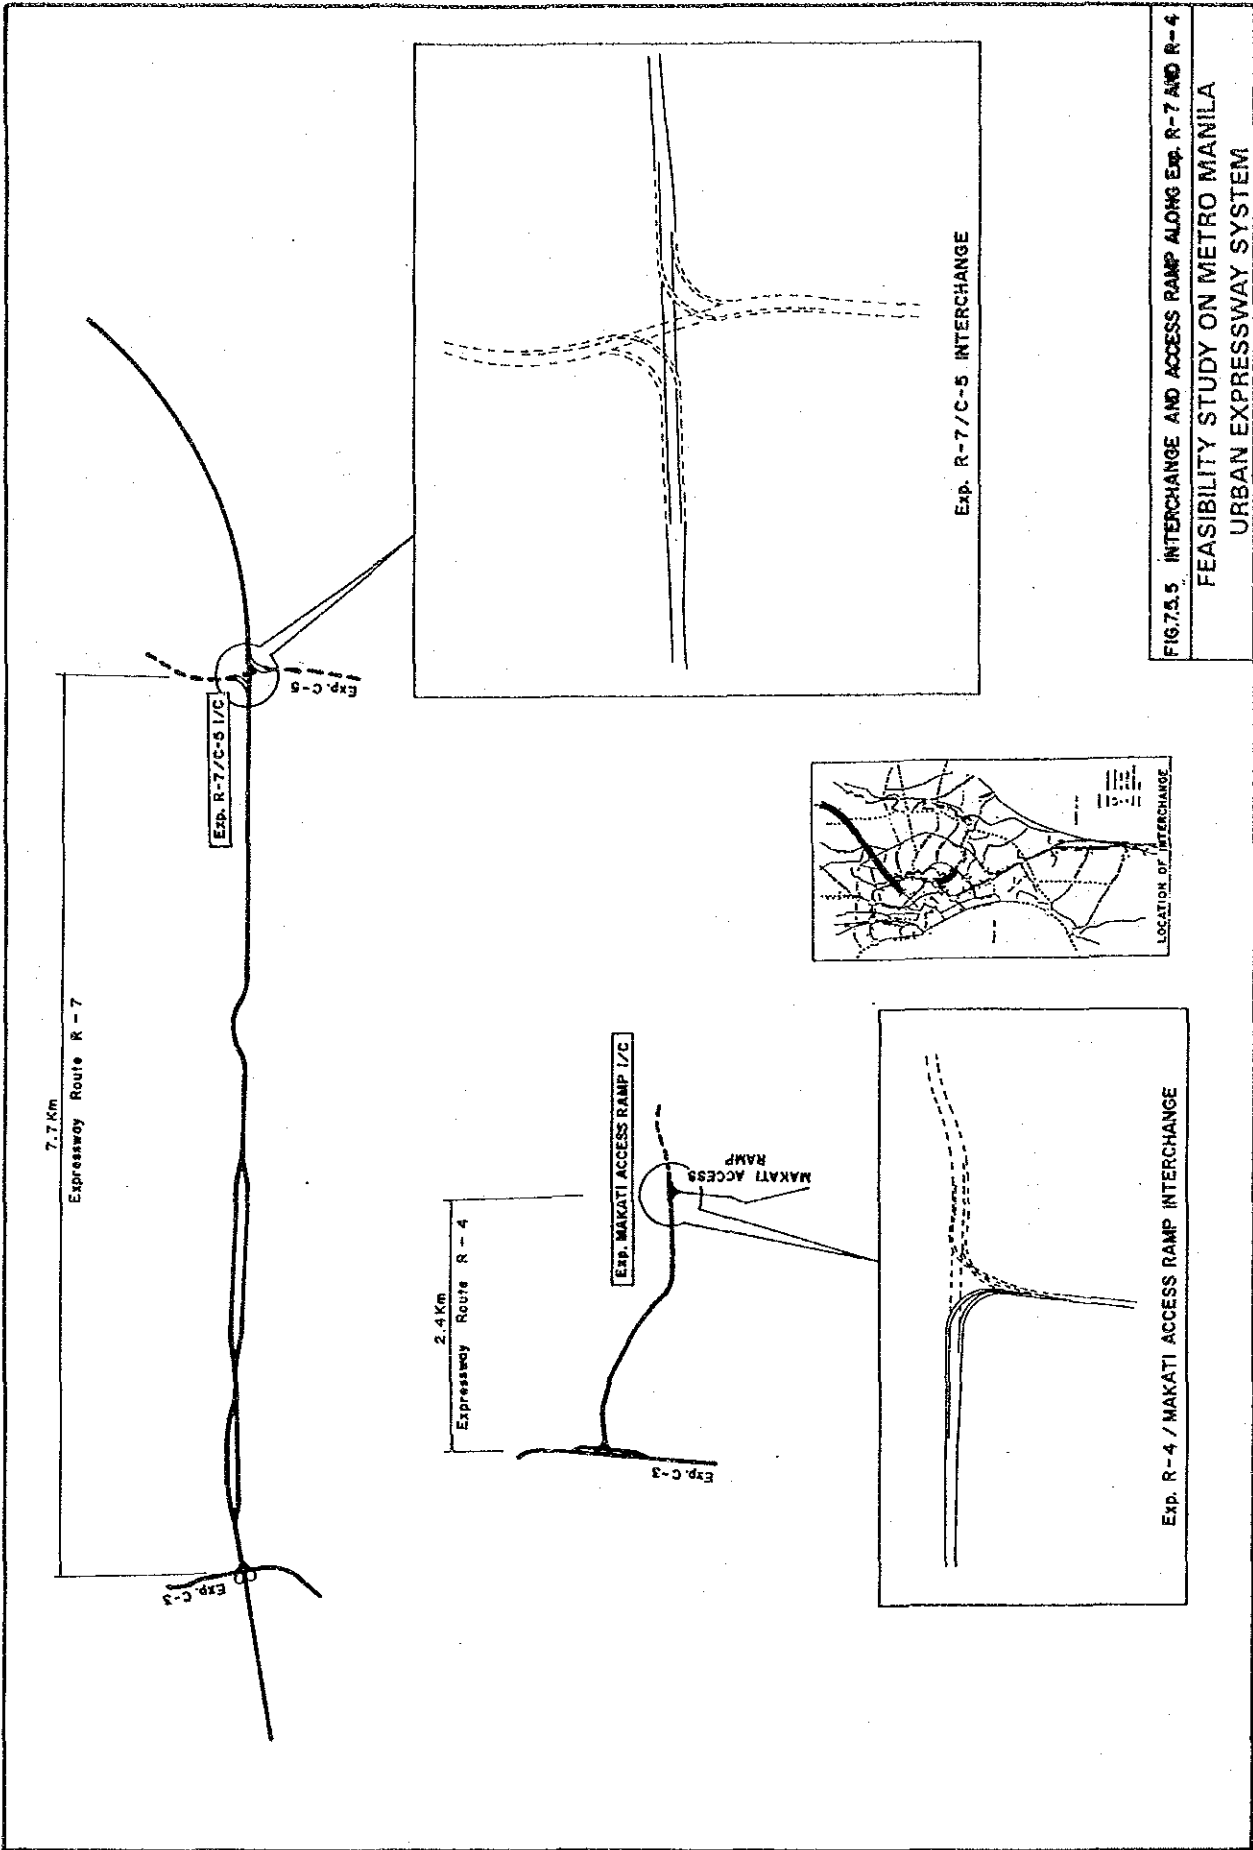 7.7 Km
Expressway Route R - 7
Exp. C-3
Exp. R-7/C-5 I/C
Exp. C-5
2.4 Km
Expressway Route R - 4
Exp. C-3
Exp. MAKATI ACCESS RAMP I/C
MAKATI ACCESS
RAMP
Exp. R-7/C-5 INTERCHANGE
LOCATION OF INTERCHANGE
Exp. R-4 / MAKATI ACCESS RAMP INTERCHANGE
FIG.7.5.5 INTERCHANGE AND ACCESS RAMP ALONG Exp. R-7 AND R-4
FEASIBILITY STUDY ON METRO MANILA
URBAN EXPRESSWAY SYSTEM